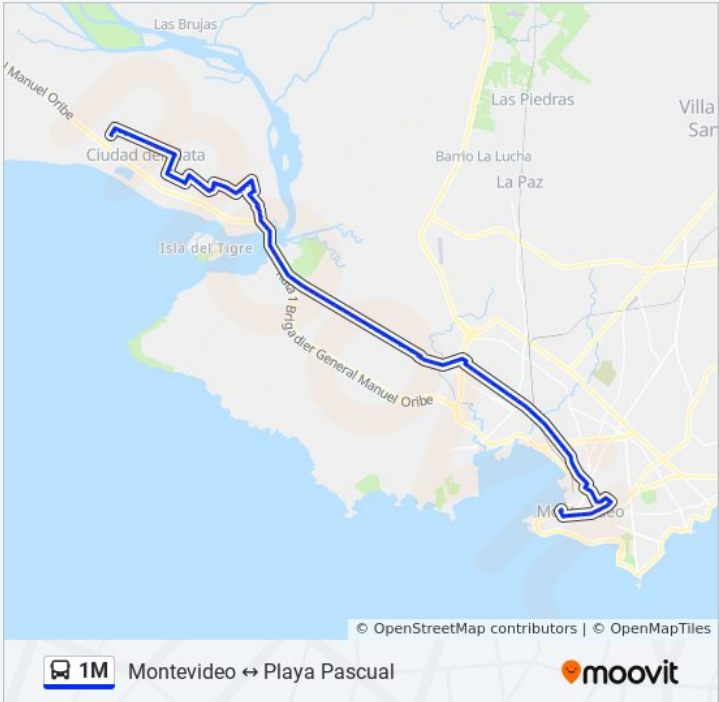 Las Brujas
l Manuel Oribe
Las Piedras
Villa
San
Ciudad del Plata
Barrio La Lucha
La Paz
Isla del Tigre
Ruta 1 Brigadier General Manuel Oribe
Montevideo
© OpenStreetMap contributors | © OpenMapTiles
1M Montevideo ↔ Playa Pascual
moovit